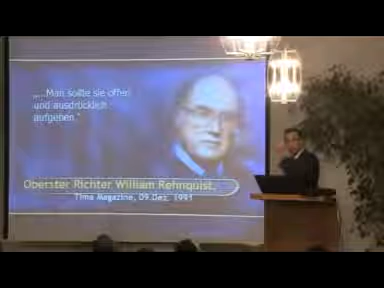 „...Man sollte sie offen
und ausdrücklich
aufgeben."
Oberster Richter William Rehnquist,
Time Magazine, 09.Dez. 1991